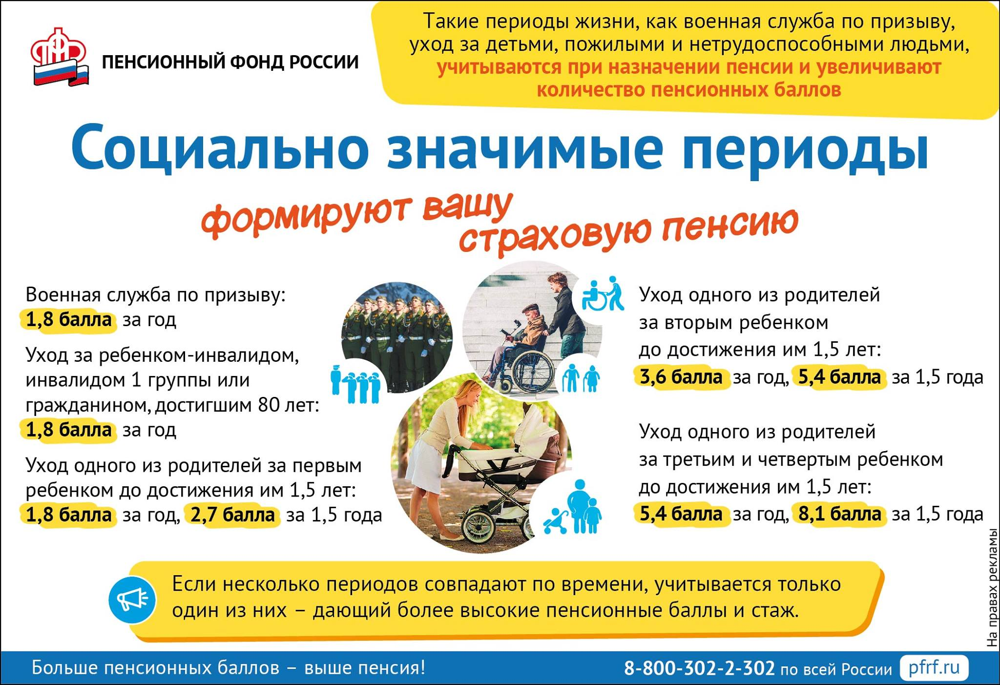 ПЕНСИОННЫЙ ФОНД РОССИИ
Такие периоды жизни, как военная служба по призыву,
уход за детьми, пожилыми и нетрудоспособными людьми,
учитываются при назначении пенсии и увеличивают
количество пенсионных баллов
Социально значимые периоды
формируют вашу
страховую пенсию
Военная служба по призыву:
1,8 балла за год
Уход за ребенком-инвалидом,
инвалидом 1 группы или
гражданином, достигшим 80 лет:
1,8 балла за год
Уход одного из родителей за первым
ребенком до достижения им 1,5 лет:
1,8 балла за год, 2,7 балла за 1,5 года
Уход одного из родителей
за вторым ребенком
до достижения им 1,5 лет:
3,6 балла за год, 5,4 балла за 1,5 года
Уход одного из родителей
за третьим и четвертым ребенком
до достижения им 1,5 лет:
5,4 балла за год, 8,1 балла за 1,5 года
Если несколько периодов совпадают по времени, учитывается только
один из них – дающий более высокие пенсионные баллы и стаж.
На правах рекламы
Больше пенсионных баллов – выше пенсия!
8-800-302-2-302 по всей России pfrf.ru